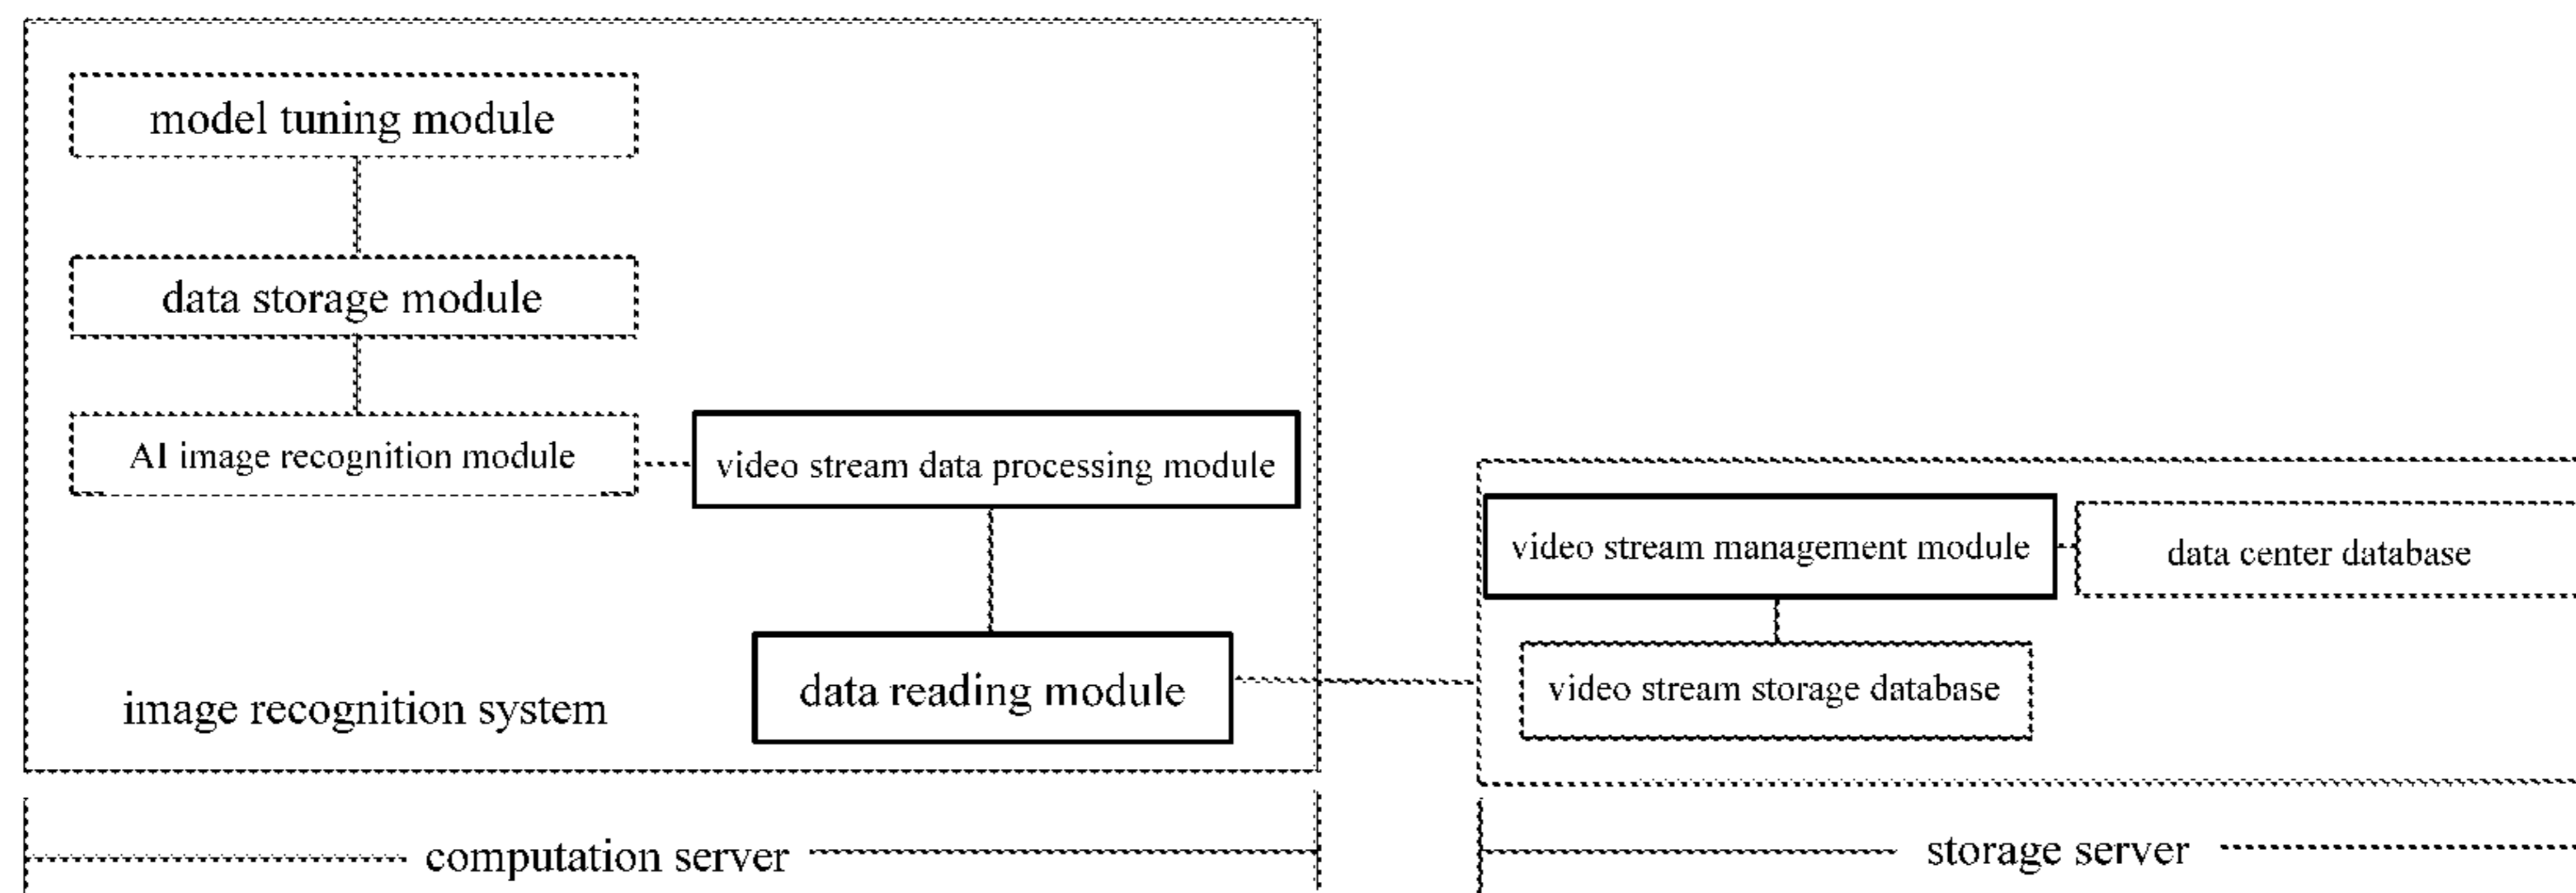 model tuning module
data storage module
AI image recognition module
video stream data processing module
data reading module
image recognition system
video stream management module
data center database
video stream storage database
computation server
storage server